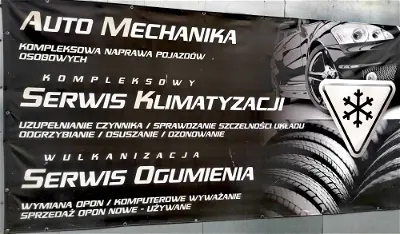 AUTO MECHANIKA
KOMPLEKSOWA NAPRAWA POJAZDÓW
OSOBOWYCH
KOMPLEKSOWY
SERWIS KLIMATYZACJI
UZUPEŁNIANIE CZYNNIKA / SPRAWDZANIE SZCZELNOŚCI UKŁADU
ODGRZYBIANIE / OSUSZANIE / OZONOWANIE
WULKANIZACJA
SERWIS OGUMIENIA
WYMIANA OPON / KOMPUTEROWE WYWAŻANIE
SPRZEDAŻ OPON NOWE - UŻYWANE